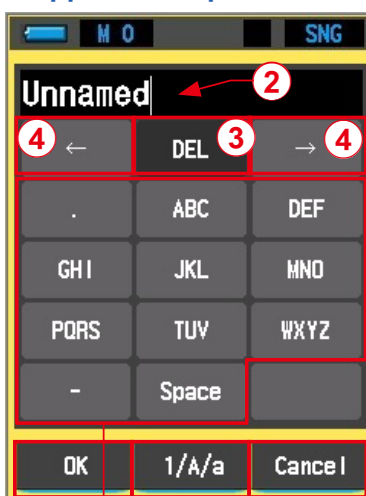 M 0 SNG
Unnamed 2
4 ← DEL 3 → 4
. ABC DEF
GHI JKL MNO
PQRS TUV WXYZ
- Space
OK 1/A/a Cancel